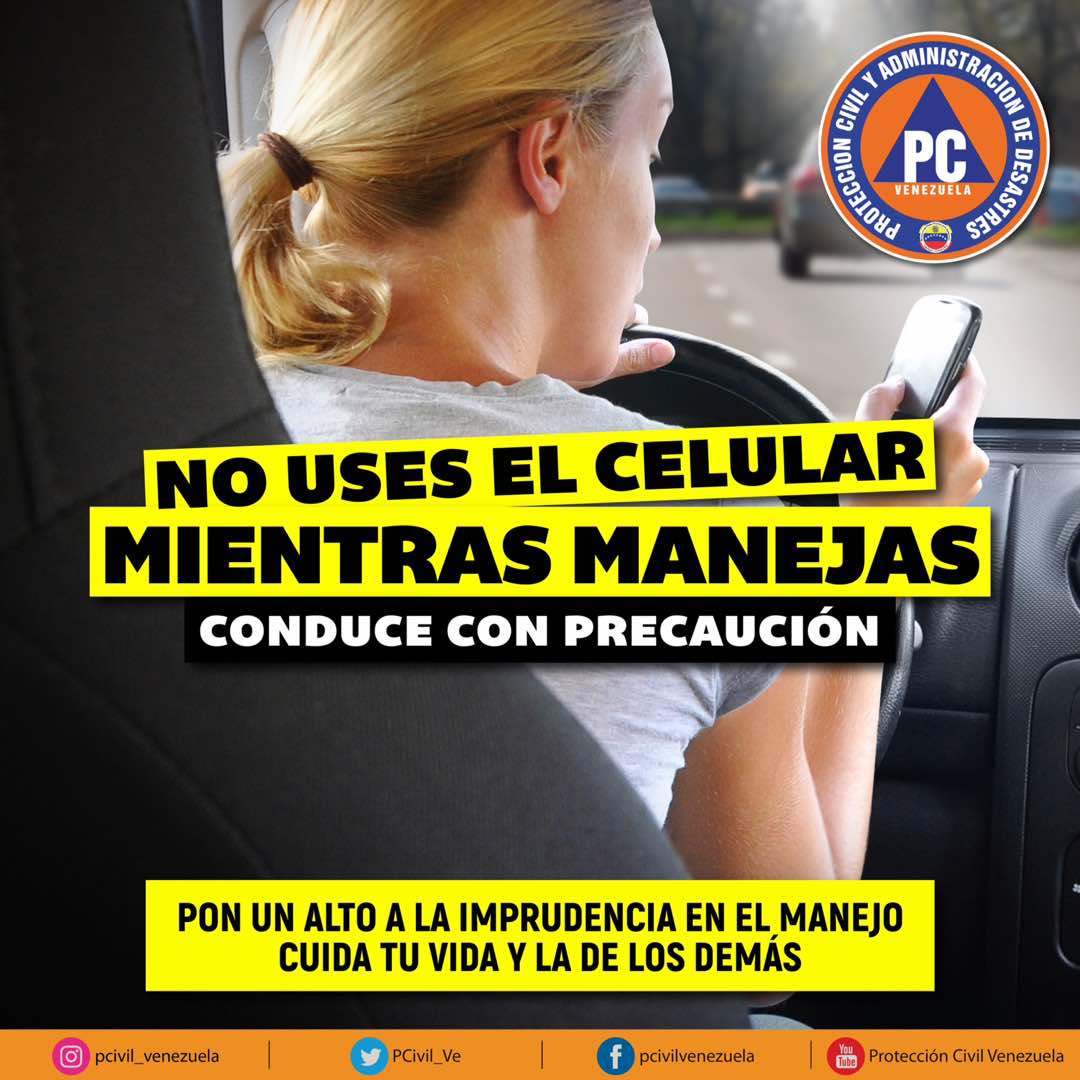 PROTECCION CIVIL Y ADMINISTRACION DE DESASTRES
PC
VENEZUELA
NO USES EL CELULAR
MIENTRAS MANEJAS
CONDUCE CON PRECAUCIÓN
PON UN ALTO A LA IMPRUDENCIA EN EL MANEJO
CUIDA TU VIDA Y LA DE LOS DEMÁS
pcivil_venezuela
PCivil_Ve
pcivilvenezuela
You
Tube
Protección Civil Venezuela